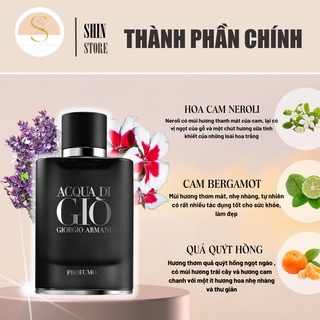 SHIN
STORE
THÀNH PHẦN CHÍNH
HOA CAM NEROLI
Neroli có mùi hương thanh mát của cam, lại có
vị ngọt của gỗ và một chút hương sữa tinh
khiết của những loài hoa trắng
CAM BERGAMOT
Mùi hương thơm mát, nhẹ nhàng, tự nhiên
có rất nhiều tác dụng tốt cho sức khỏe,
làm đẹp
QUẢ QUÝT HỒNG
Hương thơm quả quýt hồng ngọt ngào ,
có mùi hương trái cây và hương cam
chanh với một ít hương hoa nhẹ nhàng
và thư giãn
ACQUA DI
GIÒ
GIORGIO ARMANI
PROFUMO